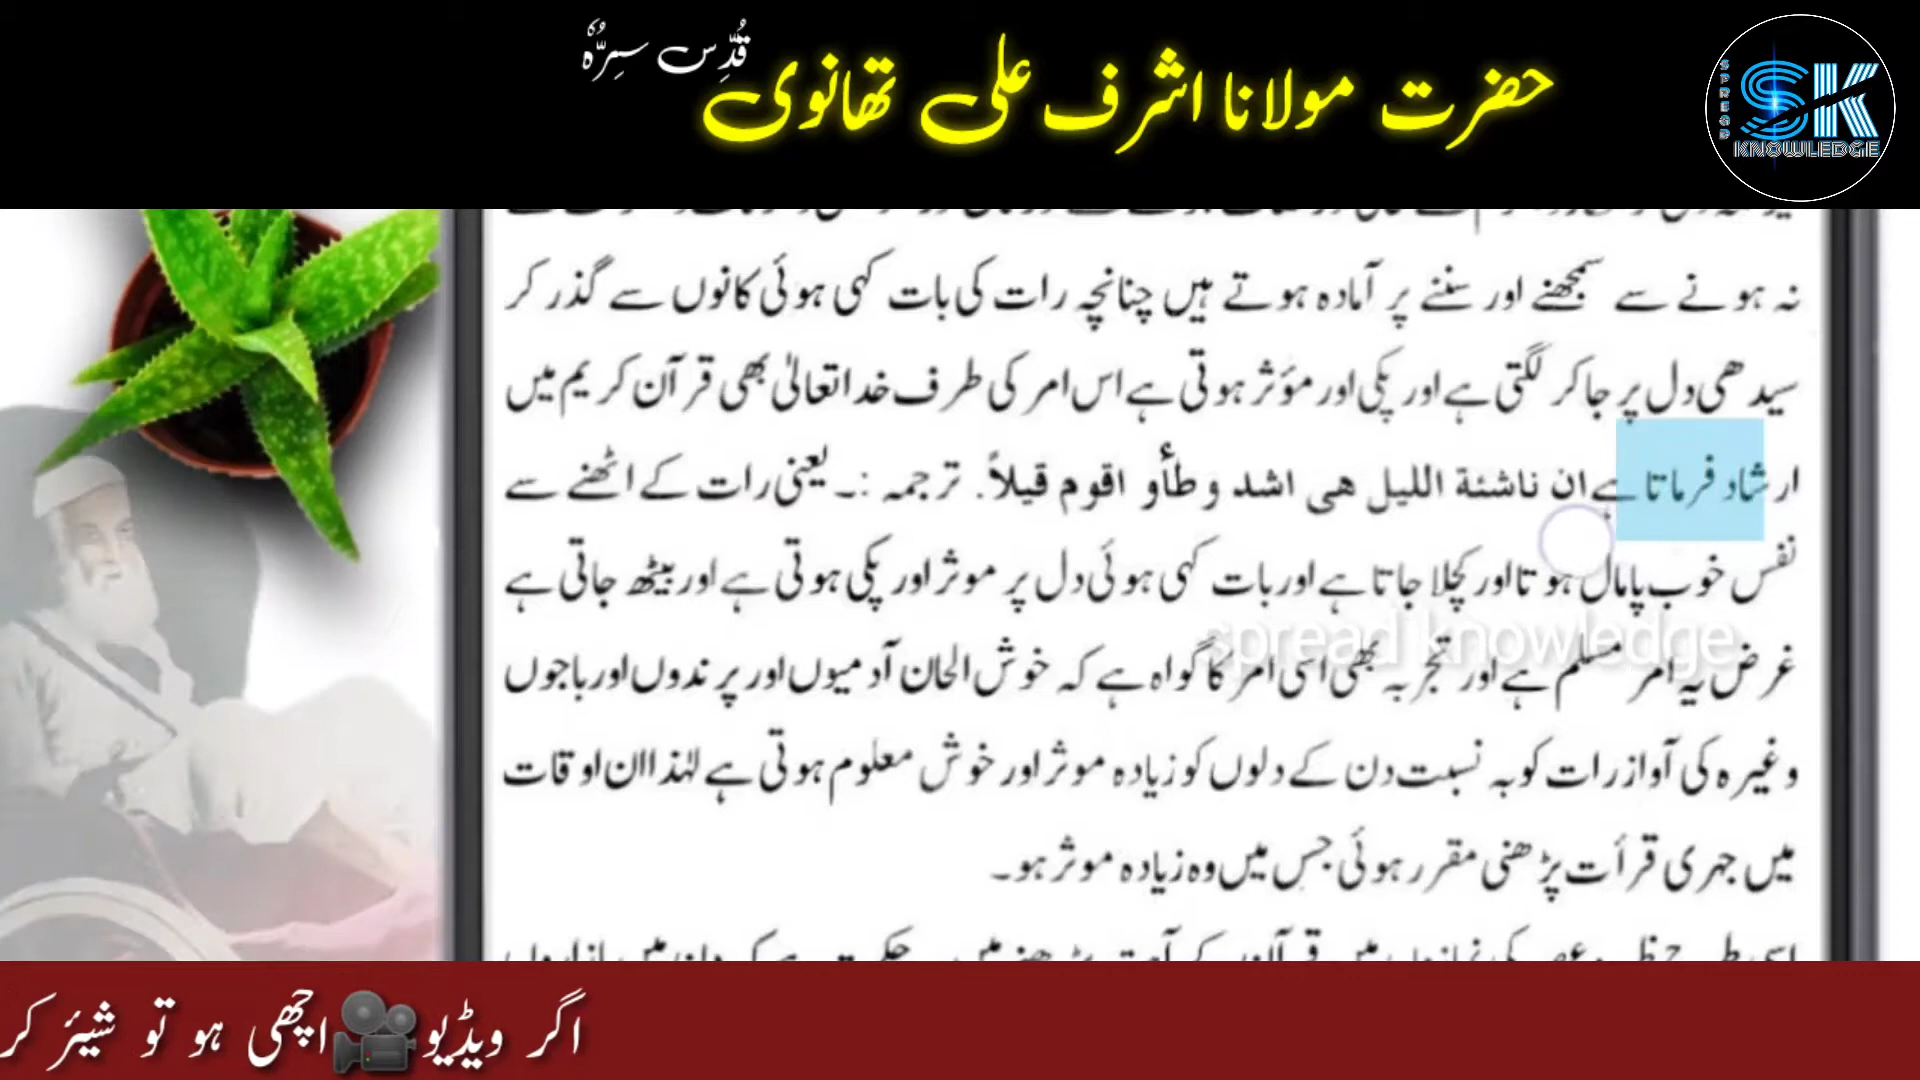 حضرت مولانا اشرف علی تھانوی قُدِّس سِرُّہٗ
SPREAD
SK
KNOWLEDGE
نہ ہونے سے سمجھنے اور سننے پر آمادہ ہوتے ہیں چنانچہ رات کی بات کہی ہوئی کانوں سے گذر کر
سیدھی دل پر جا کر لگتی ہے اور پکی اور مؤثر ہوتی ہے اس امر کی طرف خدا تعالیٰ بھی قرآن کریم میں
ارشاد فرماتا ہے ان ناشئة الليل هی اشد وطأو اقوم قيلاً. ترجمہ :۔ یعنی رات کے اٹھنے سے
نفس خوب پامال ہوتا اور کچلا جاتا ہے اور بات کہی ہوئی دل پر موثر اور پکی ہوتی ہے اور بیٹھ جاتی ہے
spread knowledge
غرض یہ امر مسلم ہے اور تجربہ بھی اسی امر کا گواہ ہے کہ خوش الحان آدمیوں اور پرندوں اور باجوں
وغیرہ کی آواز رات کو بہ نسبت دن کے دلوں کو زیادہ موثر اور خوش معلوم ہوتی ہے لہٰذا ان اوقات
میں جہری قرأت پڑھنی مقرر ہوئی جس میں وہ زیادہ موثر ہو۔
اگر ویڈیو اچھی ہو تو شیئر کر